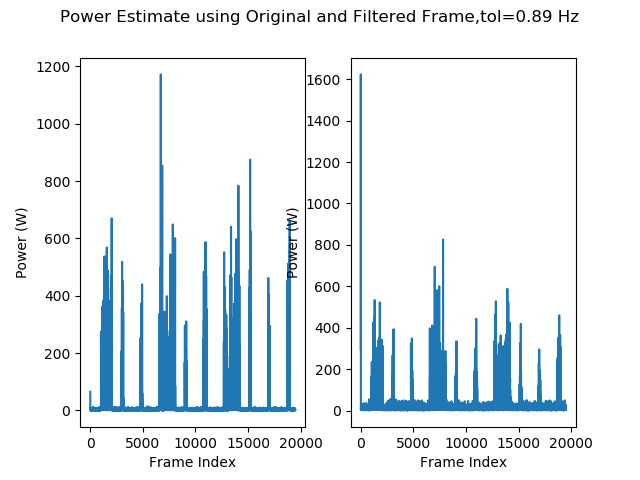 Power Estimate using Original and Filtered Frame,tol=0.89 Hz
1200
1000
800
600
400
200
0
Power (W)
0 5000 10000 15000 20000
Frame Index
1600
1400
1200
1000
800
600
400
200
0
Power (W)
0 5000 10000 15000 20000
Frame Index